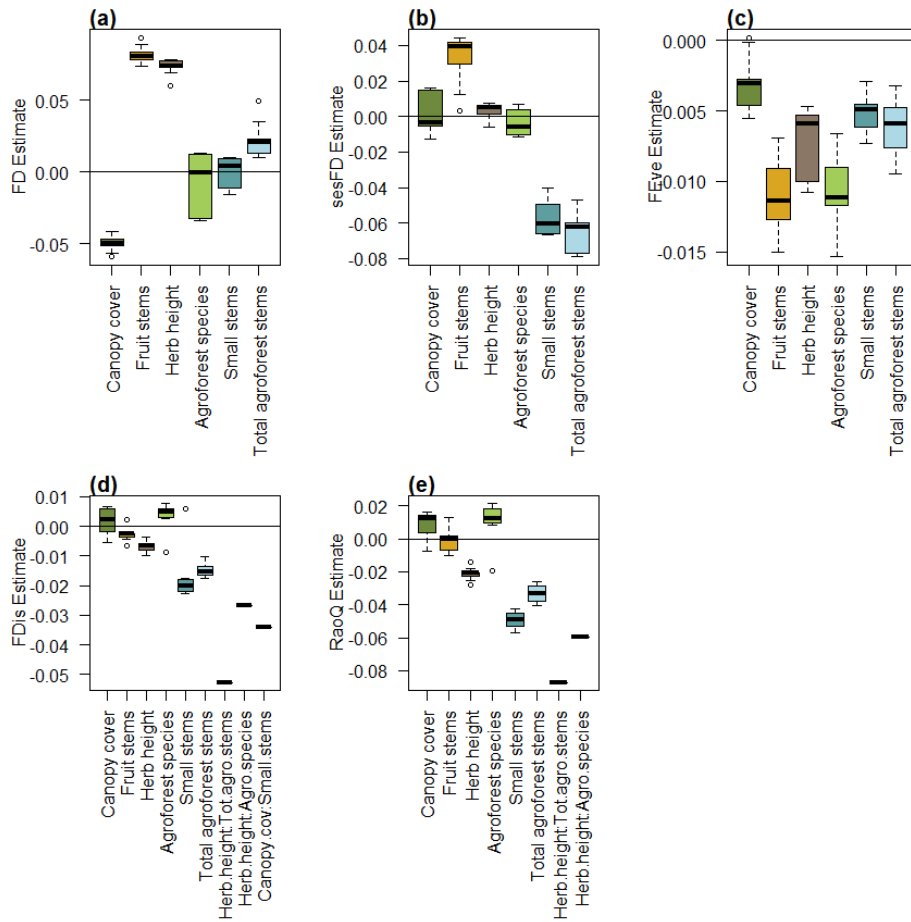 (a)
FD Estimate
0.05
0.00
-0.05
Canopy cover
Fruit stems
Herb height
Agroforest species
Small stems
Total agroforest stems
(b)
sesFD Estimate
0.04
0.02
0.00
-0.02
-0.04
-0.06
-0.08
Canopy cover
Fruit stems
Herb height
Agroforest species
Small stems
Total agroforest stems
(c)
FEve Estimate
0.000
0.005
-0.010
-0.015
Canopy cover
Fruit stems
Herb height
Agroforest species
Small stems
Total agroforest stems
(d)
FDis Estimate
0.01
0.00
-0.01
-0.02
-0.03
-0.04
-0.05
Canopy cover
Fruit stems
Herb height
Agroforest species
Small stems
Total agroforest stems
Herb.height:Tot.agro.stems
Herb.height:Agro.species
Canopy.cov:Small.stems
(e)
RaoQ Estimate
0.02
0.00
-0.02
-0.04
-0.06
-0.08
Canopy cover
Fruit stems
Herb height
Agroforest species
Small stems
Total agroforest stems
Herb.height:Tot.agro.stems
Herb.height:Agro.species